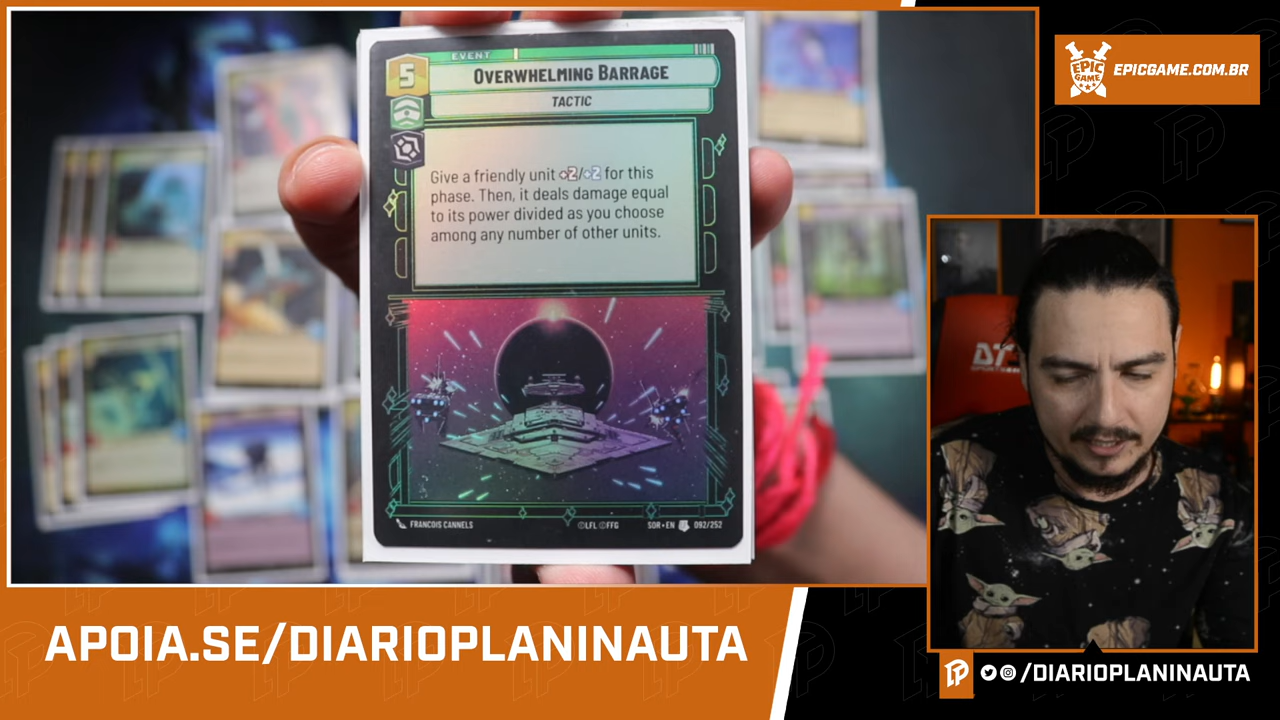 EVENT
5
OVERWHELMING BARRAGE
TACTIC
Give a friendly unit +2/+2 for this
phase. Then, it deals damage equal
to its power divided as you choose
among any number of other units.
FRANCOIS CANNELS
©LFL ©FFG
SOR • EN
092/252
EPIC
GAME
EPICGAME.COM.BR
APOIA.SE/DIARIOPLANINAUTA
/DIARIOPLANINAUTA